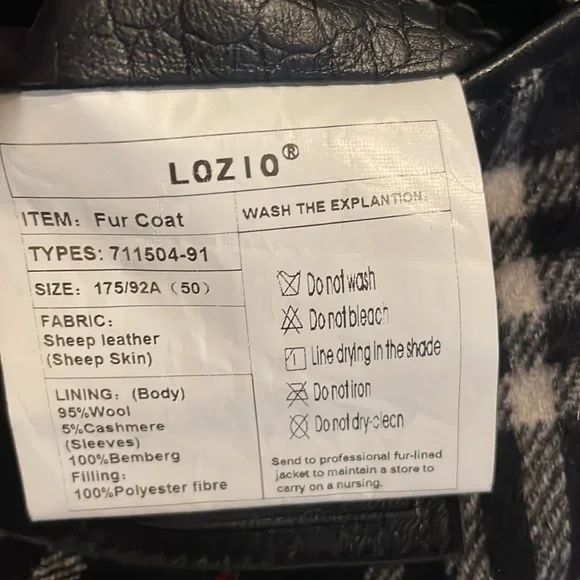 LOZIO®
ITEM: Fur Coat
TYPES: 711504-91
SIZE: 175/92A (50)
FABRIC:
Sheep leather
(Sheep Skin)
LINING: (Body)
95%Wool
5%Cashmere
(Sleeves)
100%Bemberg
Filling:
100%Polyester fibre
WASH THE EXPLANTION:
Do not wash
Do not bleach
Line drying in the shade
Do not iron
Do not dry-clecn
Send to professional fur-lined
jacket to maintain a store to
carry on a nursing.